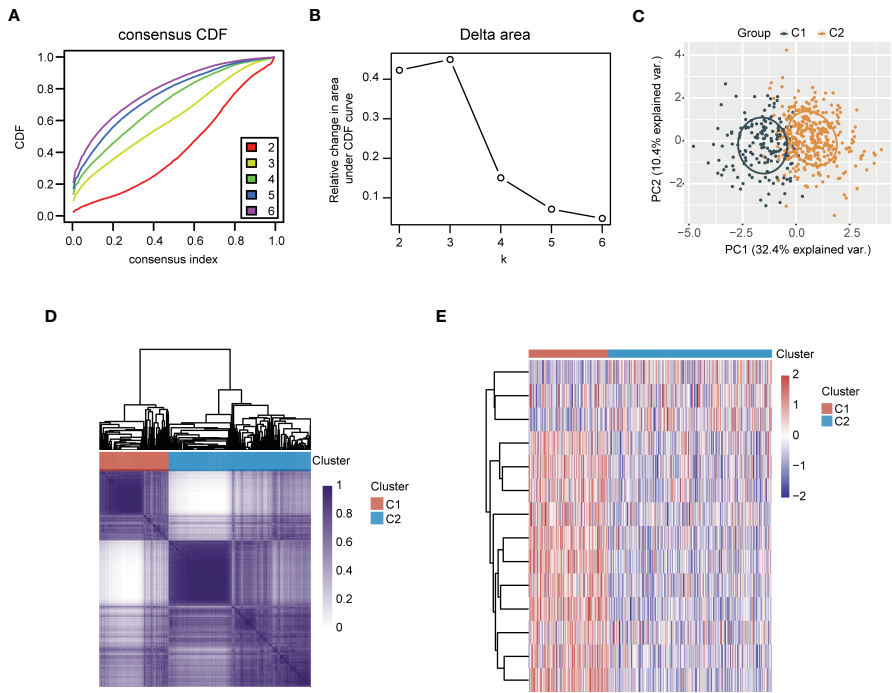 A
consensus CDF
CDF
1.0
0.8
0.6
0.4
0.2
0.0
2
3
4
5
6
0.0 0.2 0.4 0.6 0.8 1.0
consensus index
B
Delta area
Relative change in area
under CDF curve
0.4
0.3
0.2
0.1
2 3 4 5 6
k
C
Group C1 C2
PC2 (10.4% explained var.)
4
2
0
−2
−5.0 −2.5 0.0 2.5
PC1 (32.4% explained var.)
D
Cluster
1
0.8
0.6
0.4
0.2
0
Cluster
C1
C2
E
Cluster
2
1
0
−1
−2
Cluster
C1
C2